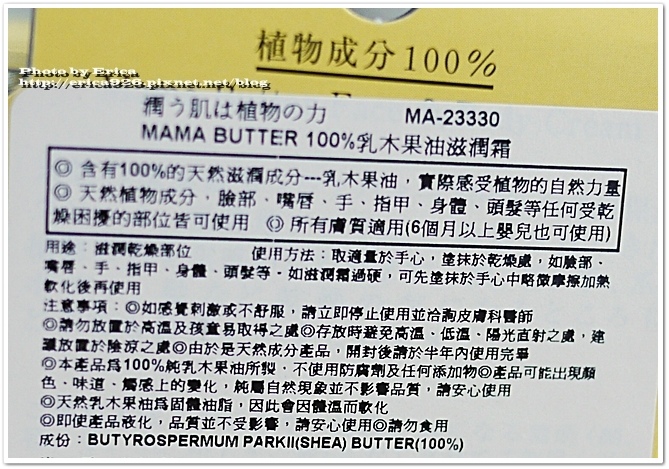 植物成分100%
Photo by Erica
http://erica928.pixnet.net/blog
潤う肌は植物の力 MA-23330
MAMA BUTTER 100%乳木果油滋潤霜
◎ 含有100%的天然滋潤成分---乳木果油，實際感受植物的自然力量
◎ 天然植物成分，臉部、嘴唇、手、指甲、身體、頭髮等任何受乾
燥困擾的部位皆可使用 ◎ 所有膚質適用(6個月以上嬰兒也可使用)
用途：滋潤乾燥部位 使用方法：取適量於手心，塗抹於乾燥處，如臉部、
嘴唇、手、指甲、身體、頭髮等。如滋潤霜過硬，可先塗抹於手心中略微摩擦加熱
軟化後再使用
注意事項：◎如感覺刺激或不舒服，請立即停止使用並洽詢皮膚科醫師
◎請勿放置於高溫及孩童易取得之處◎存放時避免高溫、低溫、陽光直射之處，建
議放置於陰涼之處◎由於是天然成分產品，開封後請於半年內使用完畢
◎本產品為100%純乳木果油所製，不使用防腐劑及任何添加物◎產品可能出現顏
色、味道、觸感上的變化，純屬自然現象並不影響品質，請安心使用
◎天然乳木果油為固體油脂，因此會因體溫而軟化
◎即使產品液化，品質並不受影響，請安心使用◎請勿食用
成份：BUTYROSPERMUM PARKII(SHEA) BUTTER(100%)